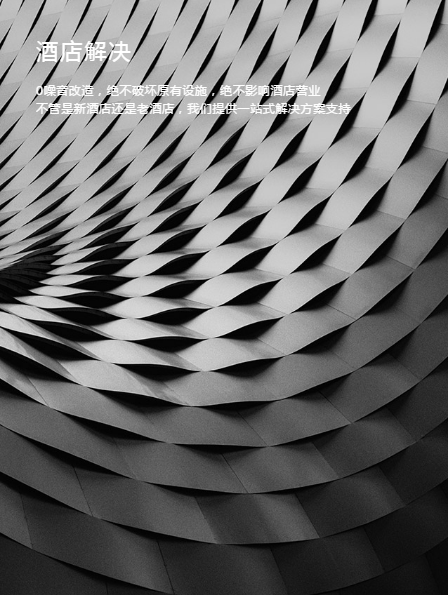 酒店解决
0噪音改造，绝不破坏原有设施，绝不影响酒店营业
不管是新酒店还是老酒店，我们提供一站式解决方案支持